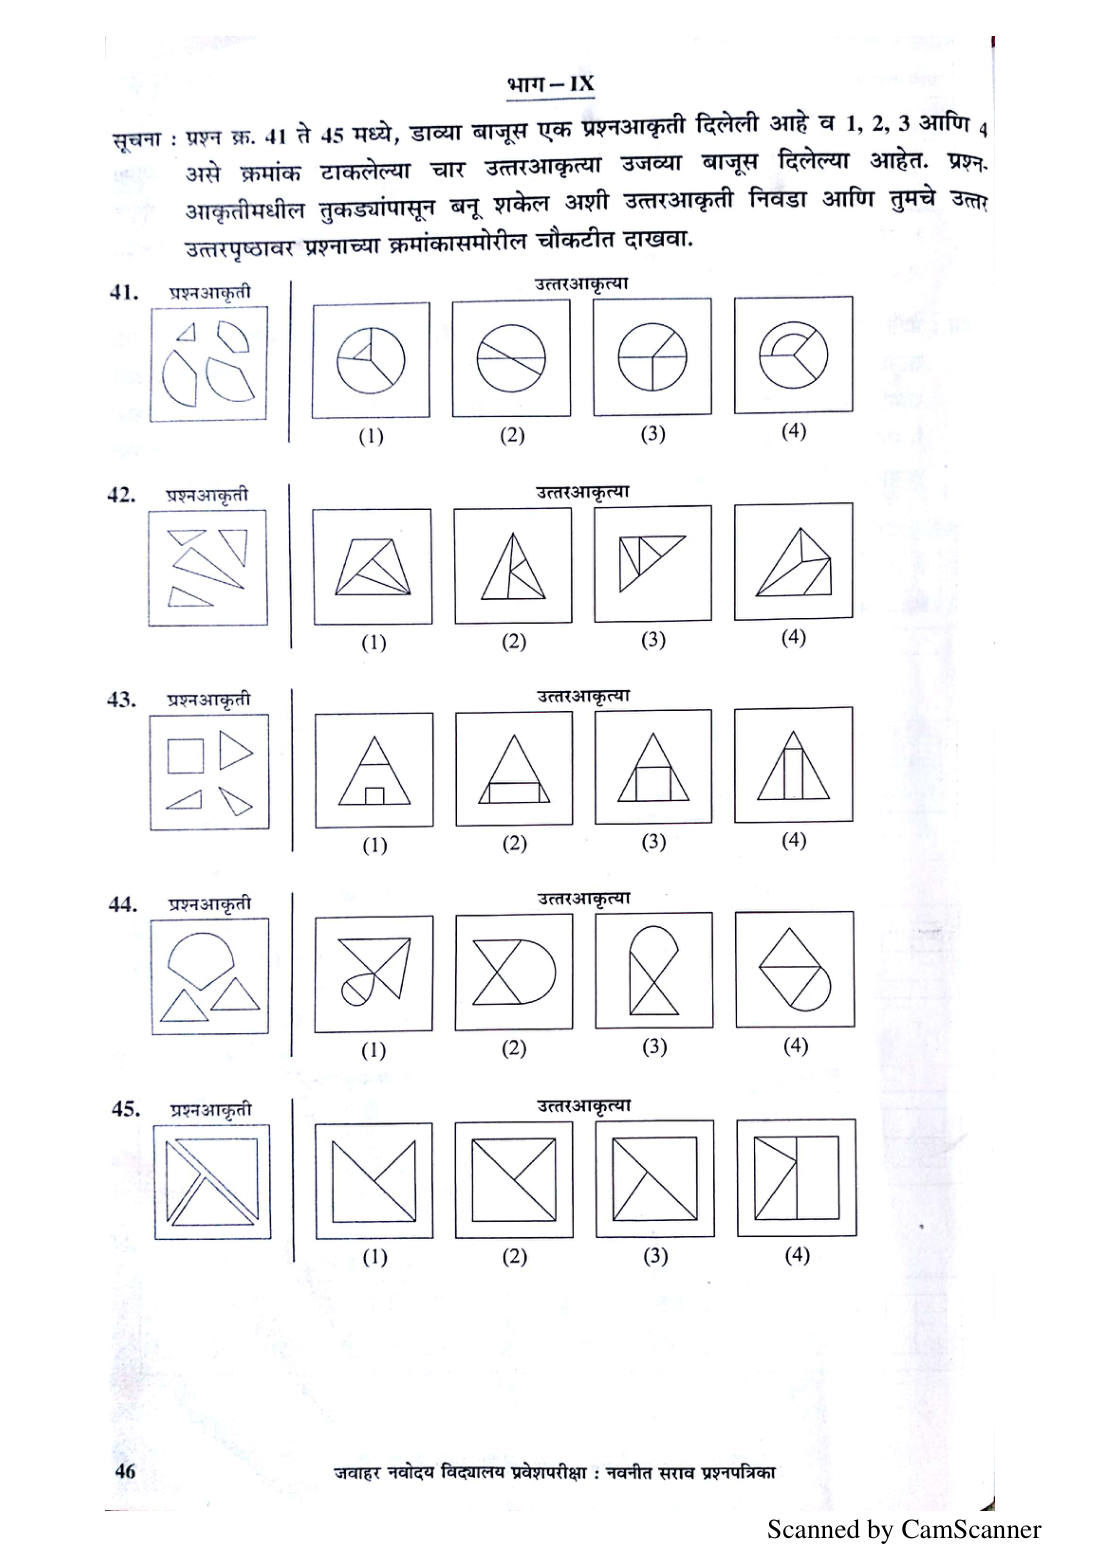 भाग – IX
सूचना : प्रश्न क्र. 41 ते 45 मध्ये, डाव्या बाजूस एक प्रश्नआकृती दिलेली आहे व 1, 2, 3 आणि 4
असे क्रमांक टाकलेल्या चार उत्तरआकृत्या उजव्या बाजूस दिलेल्या आहेत. प्रश्न-
आकृतीमधील तुकड्यांपासून बनू शकेल अशी उत्तरआकृती निवडा आणि तुमचे उत्तर
उत्तरपृष्ठावर प्रश्नाच्या क्रमांकासमोरील चौकटीत दाखवा.
41. प्रश्नआकृती उत्तरआकृत्या
(1) (2) (3) (4)
42. प्रश्नआकृती उत्तरआकृत्या
(1) (2) (3) (4)
43. प्रश्नआकृती उत्तरआकृत्या
(1) (2) (3) (4)
44. प्रश्नआकृती उत्तरआकृत्या
(1) (2) (3) (4)
45. प्रश्नआकृती उत्तरआकृत्या
(1) (2) (3) (4)
46 जवाहर नवोदय विद्यालय प्रवेशपरीक्षा : नवनीत सराव प्रश्नपत्रिका
Scanned by CamScanner